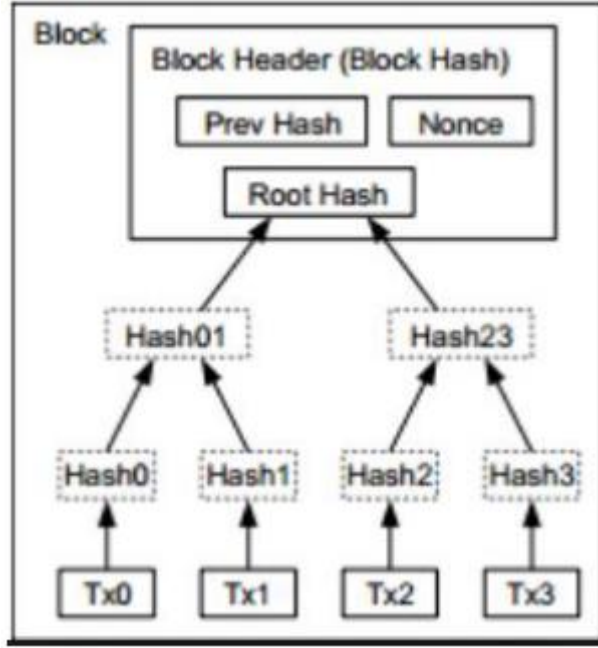 Block
Block Header (Block Hash)
Prev Hash Nonce
Root Hash
Hash01 Hash23
Hash0 Hash1 Hash2 Hash3
Tx0 Tx1 Tx2 Tx3